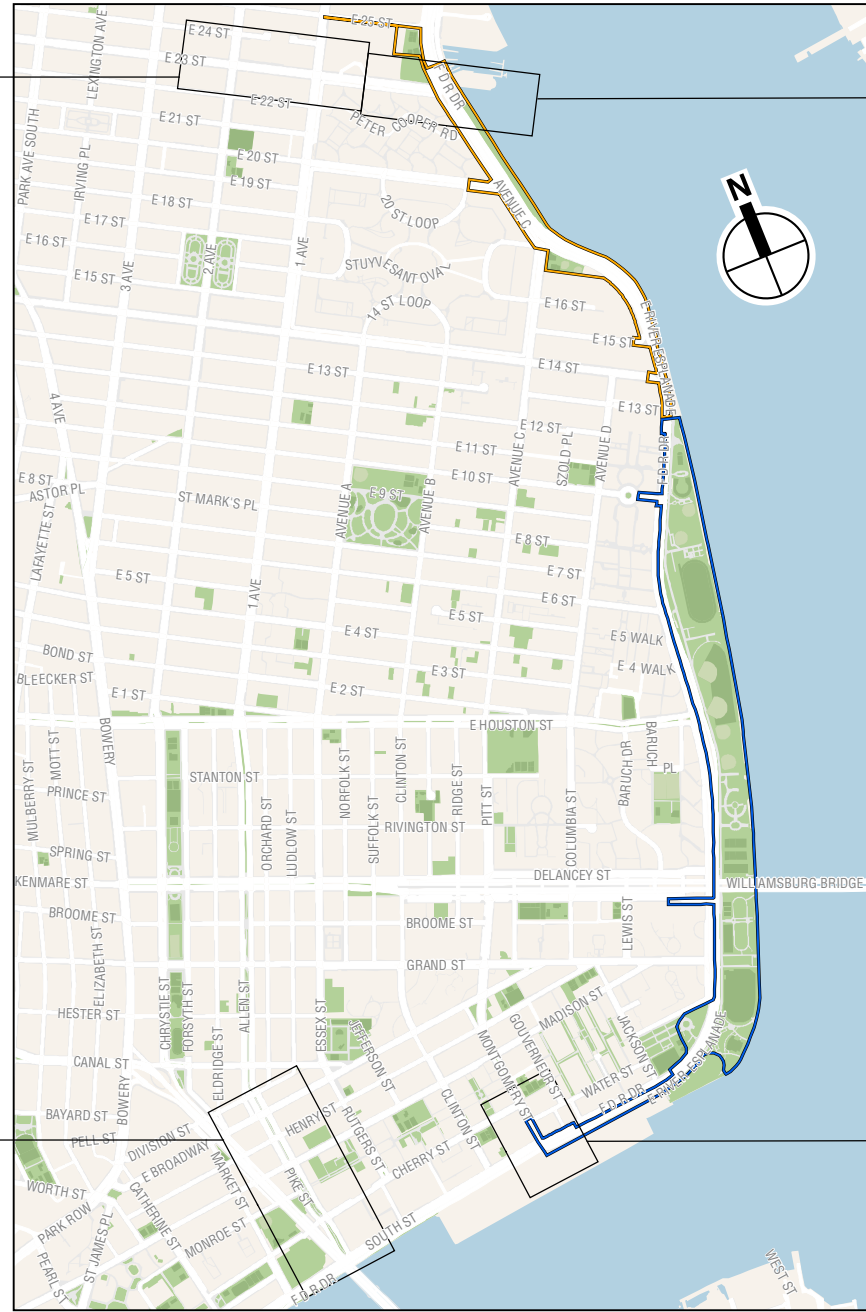 E 25 ST
E 24 ST
LEXINGTON AVE
E 23 ST
F D R DR
E 22 ST
PETER COOPER RD
E 21 ST
PARK AVE SOUTH
IRVING PL
E 20 ST
E 19 ST
N
E 18 ST
AVENUE C
20 ST LOOP
E 17 ST
E 16 ST
2 AVE
1 AVE
3 AVE
STUYVESANT OVAL
E 15 ST
14 ST LOOP
E 16 ST
E RIVER ESPLANADE
E 15 ST
E 14 ST
E 13 ST
4 AVE
E 13 ST
E 12 ST
E 11 ST
AVENUE C
SZOLD PL
AVENUE D
F D R DR
E 10 ST
E 8 ST
ASTOR PL
ST MARK'S PL
E 9 ST
AVENUE A
AVENUE B
LAFAYETTE ST
E 8 ST
E 7 ST
E 5 ST
1 AVE
E 6 ST
E 5 ST
E 4 ST
E 5 WALK
BOND ST
E 3 ST
E 4 WALK
BLEECKER ST
E 1 ST
E 2 ST
BOWERY
E HOUSTON ST
MOTT ST
BARUCH PL
BARUCH DR
STANTON ST
NORFOLK ST
CLINTON ST
RIDGE ST
PITT ST
PRINCE ST
MULBERRY ST
ORCHARD ST
LUDLOW ST
SUFFOLK ST
COLUMBIA ST
RIVINGTON ST
SPRING ST
KENMARE ST
DELANCEY ST
WILLIAMSBURG BRIDGE
BROOME ST
BROOME ST
LEWIS ST
ELIZABETH ST
GRAND ST
CHRYSTIE ST
FORSYTH ST
ALLEN ST
ESSEX ST
HESTER ST
MADISON ST
GOUVERNEUR ST
JACKSON ST
ELDRIDGE ST
JEFFERSON ST
MONTGOMERY ST
CANAL ST
WATER ST
E RIVER ESPLANADE
F D R DR
BOWERY
BAYARD ST
HENRY ST
RUTGERS ST
CLINTON ST
PELL ST
DIVISION ST
E BROADWAY
CHERRY ST
MARKET ST
PIKE ST
WORTH ST
CATHERINE ST
PARK ROW
ST JAMES PL
MONROE ST
SOUTH ST
PEARL ST
F D R DR
WEST ST